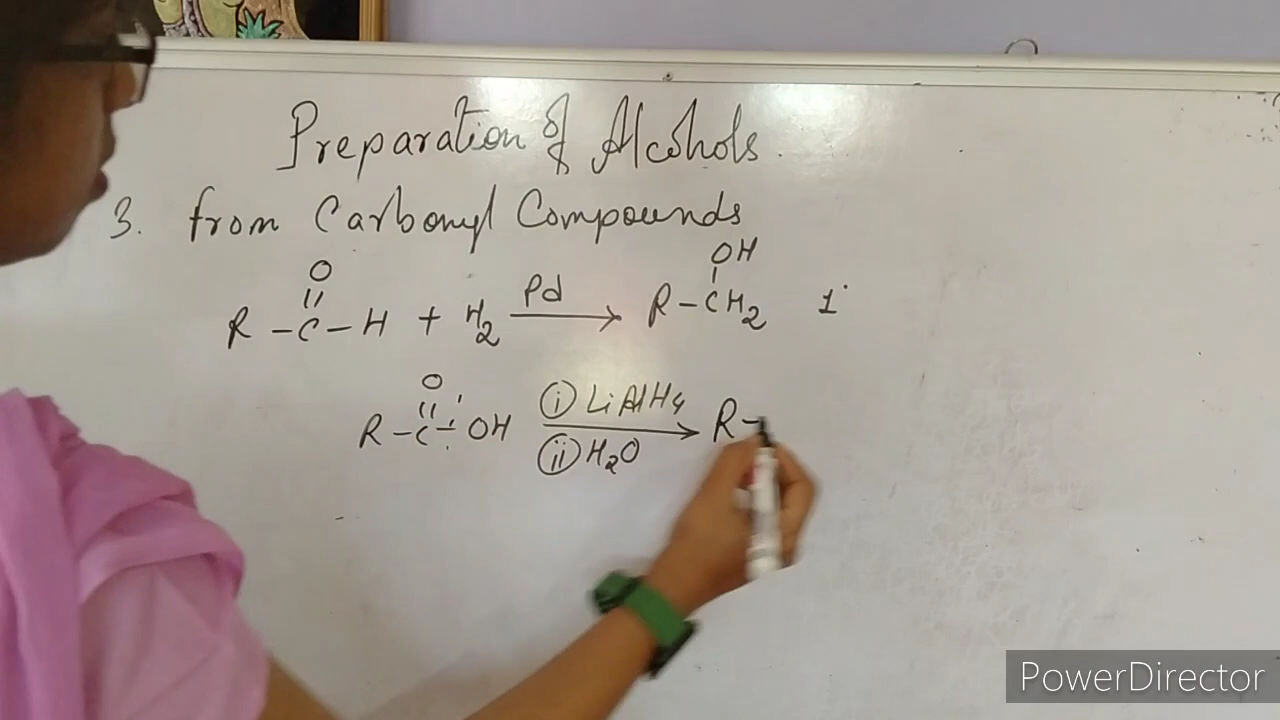 Preparation of Alcohols.
3. from Carbonyl Compounds
O OH
R - C - H + H2 Pd R - CH2 1°
O
R - C - OH i LiAlH4 R -
ii H2O
PowerDirector